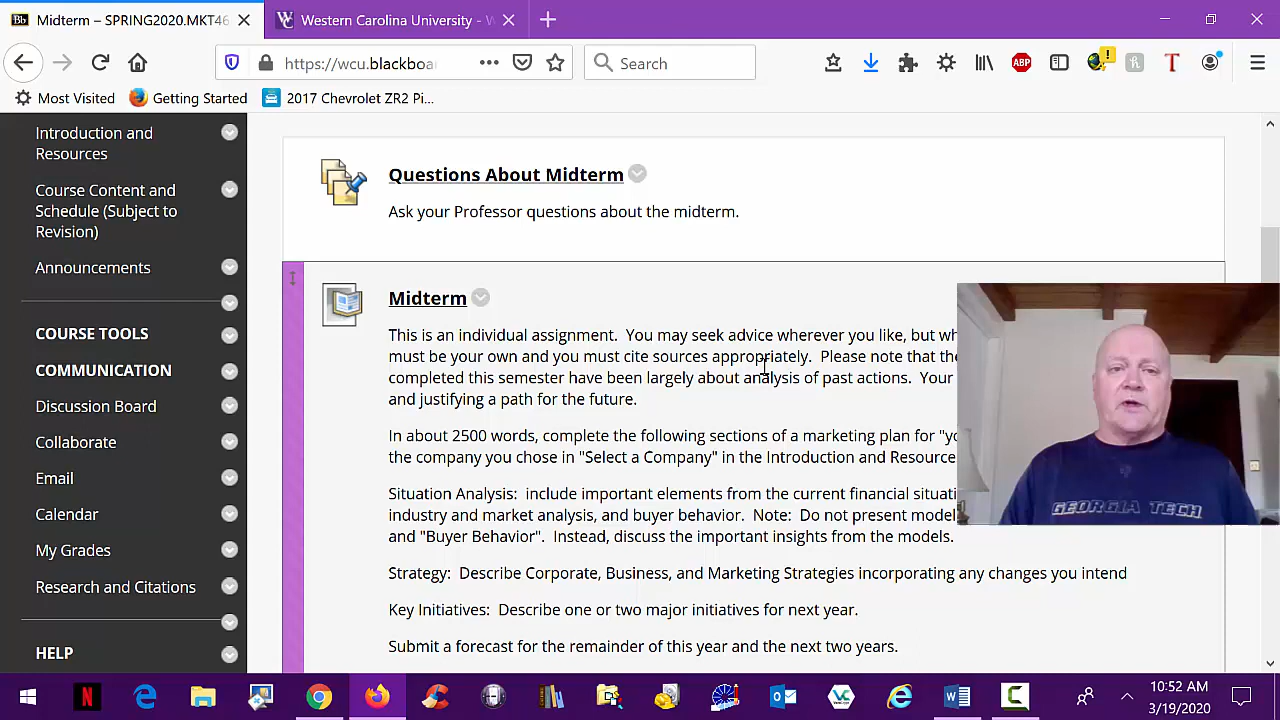 Midterm – SPRING2020.MKT46
Western Carolina University - W
https://wcu.blackboa
Search
ABP
T
Most Visited
Getting Started
2017 Chevrolet ZR2 Pi...
Introduction and
Resources
Course Content and
Schedule (Subject to
Revision)
Announcements
COURSE TOOLS
COMMUNICATION
Discussion Board
Collaborate
Email
Calendar
My Grades
Research and Citations
HELP
Questions About Midterm
Ask your Professor questions about the midterm.
Midterm
This is an individual assignment. You may seek advice wherever you like, but wh
must be your own and you must cite sources appropriately. Please note that the
completed this semester have been largely about analysis of past actions. Your
and justifying a path for the future.
In about 2500 words, complete the following sections of a marketing plan for "yo
the company you chose in "Select a Company" in the Introduction and Resource
Situation Analysis: include important elements from the current financial situati
industry and market analysis, and buyer behavior. Note: Do not present model
and "Buyer Behavior". Instead, discuss the important insights from the models.
Strategy: Describe Corporate, Business, and Marketing Strategies incorporating any changes you intend
Key Initiatives: Describe one or two major initiatives for next year.
Submit a forecast for the remainder of this year and the next two years.
GEORGIA TECH
10:52 AM
3/19/2020